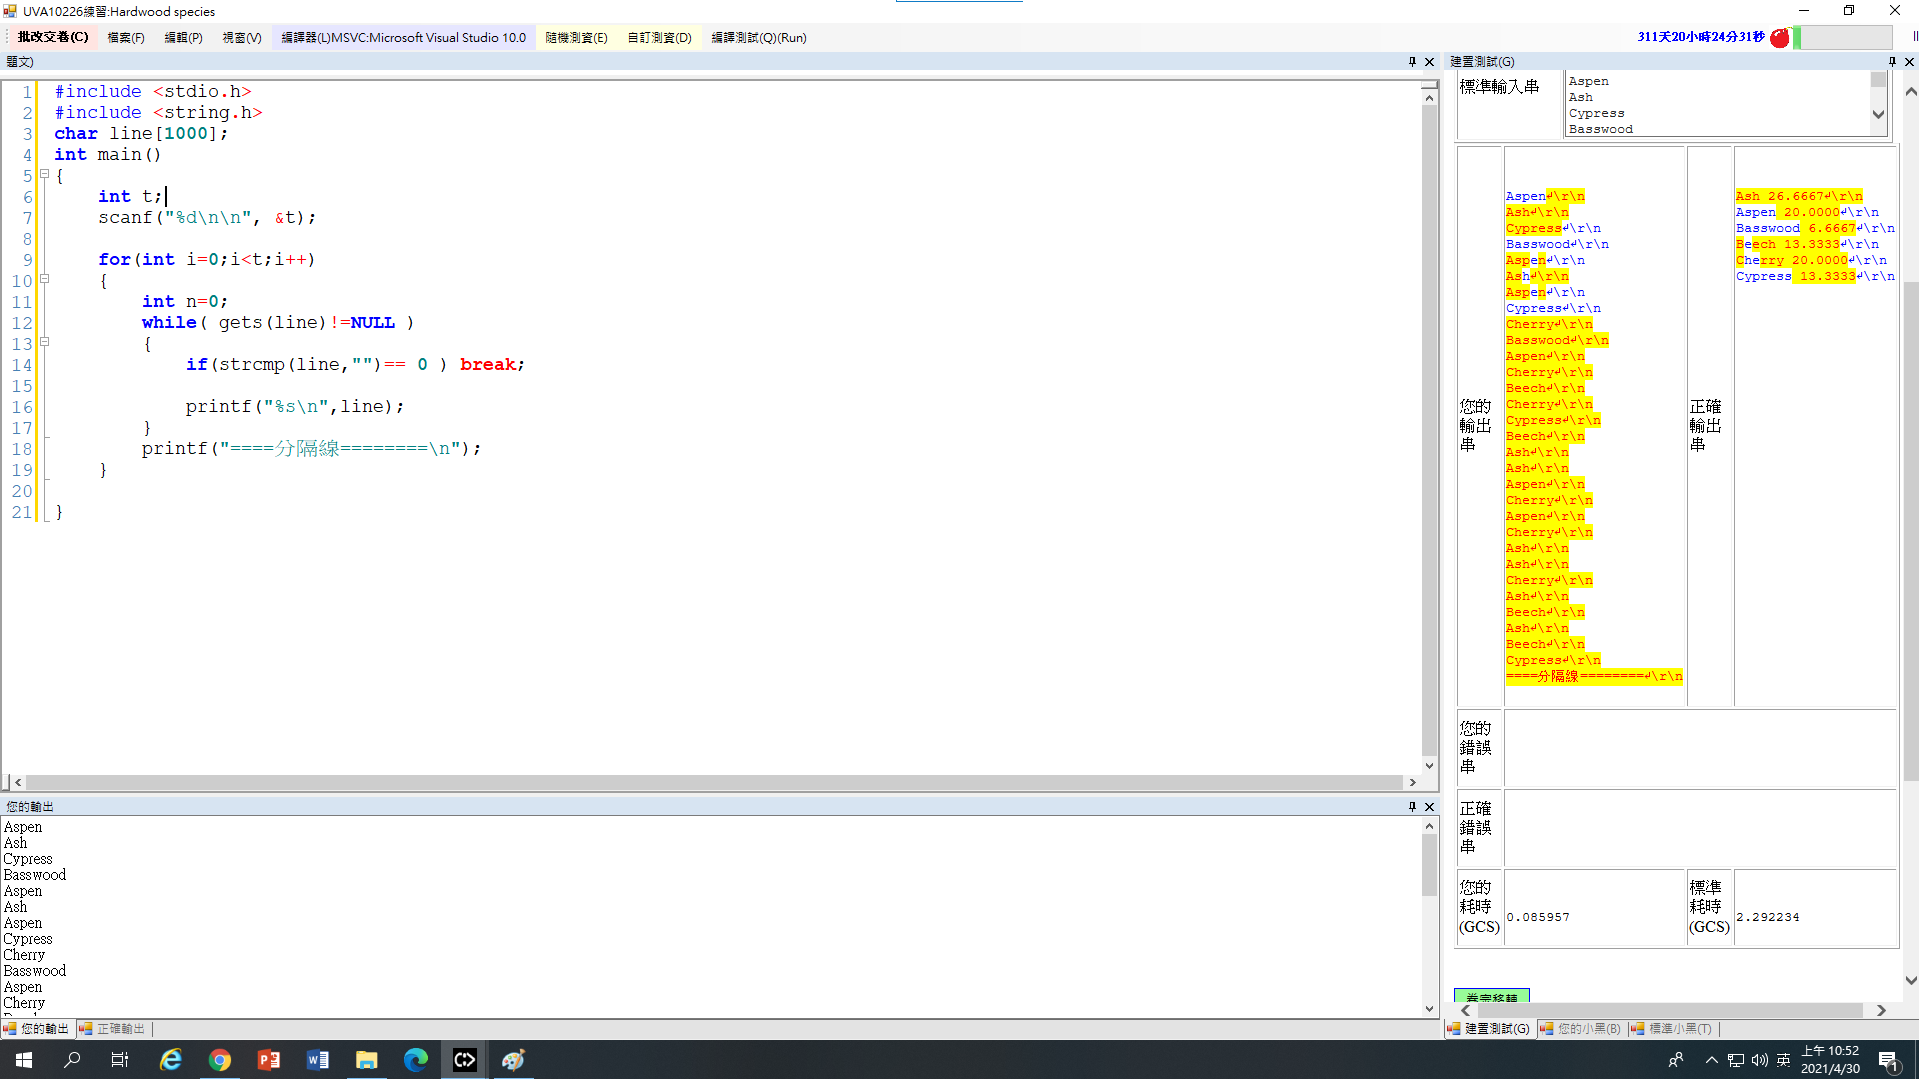 UVA10226練習:Hardwood species
批改交卷(C) 檔案(F) 編輯(P) 視窗(V) 編譯器(L)MSVC:Microsoft Visual Studio 10.0 隨機測資(E) 自訂測資(D) 編譯測試(Q)(Run) 311天20小時24分31秒
題文)
1 #include <stdio.h>
2 #include <string.h>
3 char line[1000];
4 int main()
5 {
6 int t;
7 scanf("%d\n\n", &t);
8
9 for(int i=0;i<t;i++)
10 {
11 int n=0;
12 while( gets(line)!=NULL )
13 {
14 if(strcmp(line,"")== 0 ) break;
15
16 printf("%s\n",line);
17 }
18 printf("====分隔線========\n");
19 }
20
21 }
您的輸出
Aspen
Ash
Cypress
Basswood
Aspen
Ash
Aspen
Cypress
Cherry
Basswood
Aspen
Cherry
您的輸出 正確輸出
建置測試(G)
標準輸入串
Aspen
Ash
Cypress
Basswood
您的輸出串
Aspen↲\r\n
Ash↲\r\n
Cypress↲\r\n
Basswood↲\r\n
Aspen↲\r\n
Ash↲\r\n
Aspen↲\r\n
Cypress↲\r\n
Cherry↲\r\n
Basswood↲\r\n
Aspen↲\r\n
Cherry↲\r\n
Beech↲\r\n
Cherry↲\r\n
Cypress↲\r\n
Beech↲\r\n
Ash↲\r\n
Ash↲\r\n
Aspen↲\r\n
Cherry↲\r\n
Aspen↲\r\n
Cherry↲\r\n
Ash↲\r\n
Ash↲\r\n
Cherry↲\r\n
Ash↲\r\n
Beech↲\r\n
Ash↲\r\n
Beech↲\r\n
Cypress↲\r\n
====分隔線========↲\r\n
正確輸出串
Ash 26.6667↲\r\n
Aspen 20.0000↲\r\n
Basswood 6.6667↲\r\n
Beech 13.3333↲\r\n
Cherry 20.0000↲\r\n
Cypress 13.3333↲\r\n
您的錯誤串
正確錯誤串
您的耗時(GCS) 0.085957 標準耗時(GCS) 2.292234
建置測試(G) 您的小黑(B) 標準小黑(T)
英 上午 10:52
2021/4/30
1